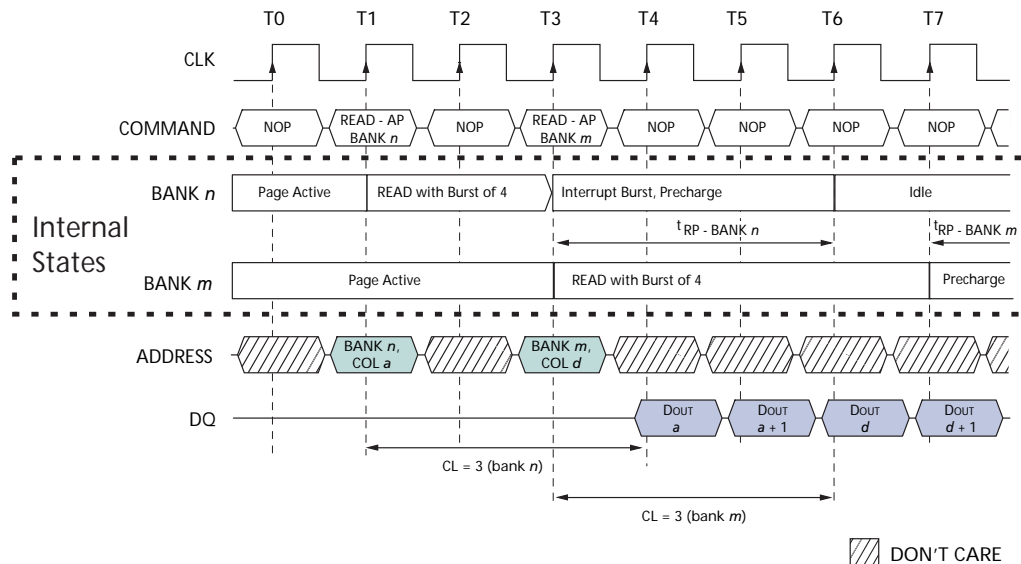 T0 T1 T2 T3 T4 T5 T6 T7
CLK
COMMAND NOP READ - AP BANK n NOP READ - AP BANK m NOP NOP NOP NOP
BANK n Page Active READ with Burst of 4 Interrupt Burst, Precharge Idle
tRP - BANK n tRP - BANK m
Internal
States
BANK m Page Active READ with Burst of 4 Precharge
ADDRESS BANK n, COL a BANK m, COL d
DQ DOUT a DOUT a + 1 DOUT d DOUT d + 1
CL = 3 (bank n)
CL = 3 (bank m)
DON'T CARE